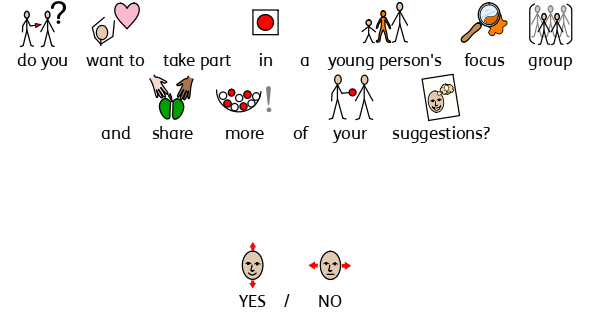 do you want to take part in a young person's focus group
and share more of your suggestions?
YES / NO